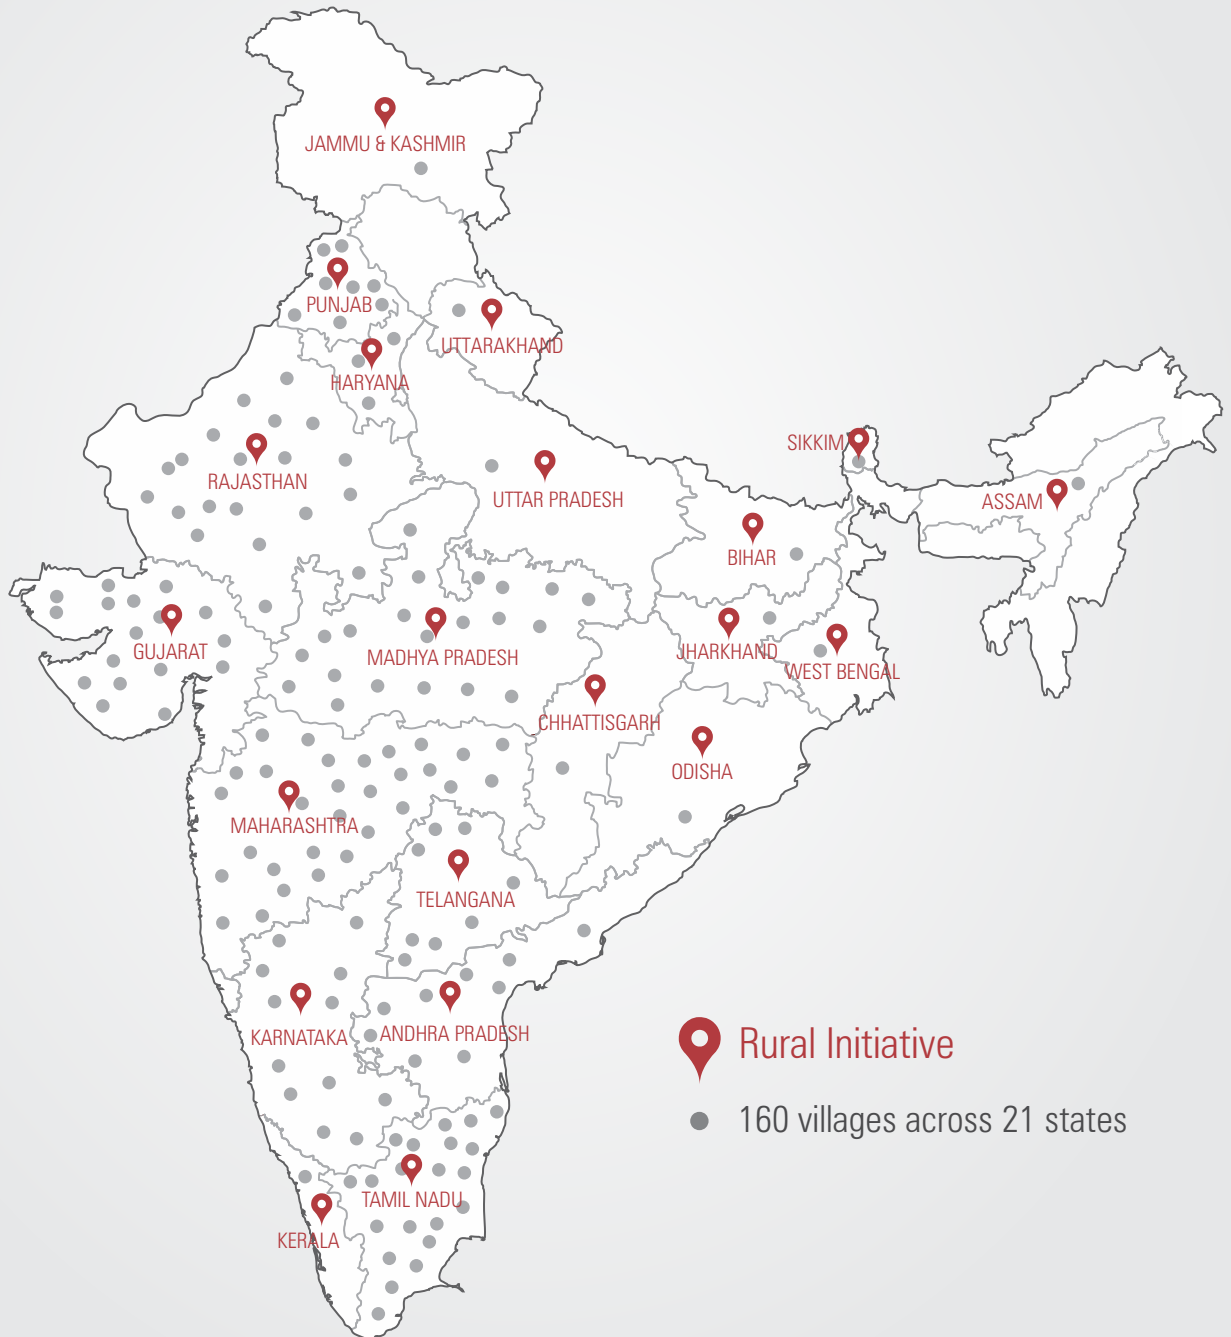 JAMMU & KASHMIR
PUNJAB
UTTARAKHAND
HARYANA
SIKKIM
RAJASTHAN
UTTAR PRADESH
ASSAM
BIHAR
GUJARAT
MADHYA PRADESH
JHARKHAND
WEST BENGAL
CHHATTISGARH
ODISHA
MAHARASHTRA
TELANGANA
KARNATAKA
ANDHRA PRADESH
Rural Initiative
160 villages across 21 states
TAMIL NADU
KERALA